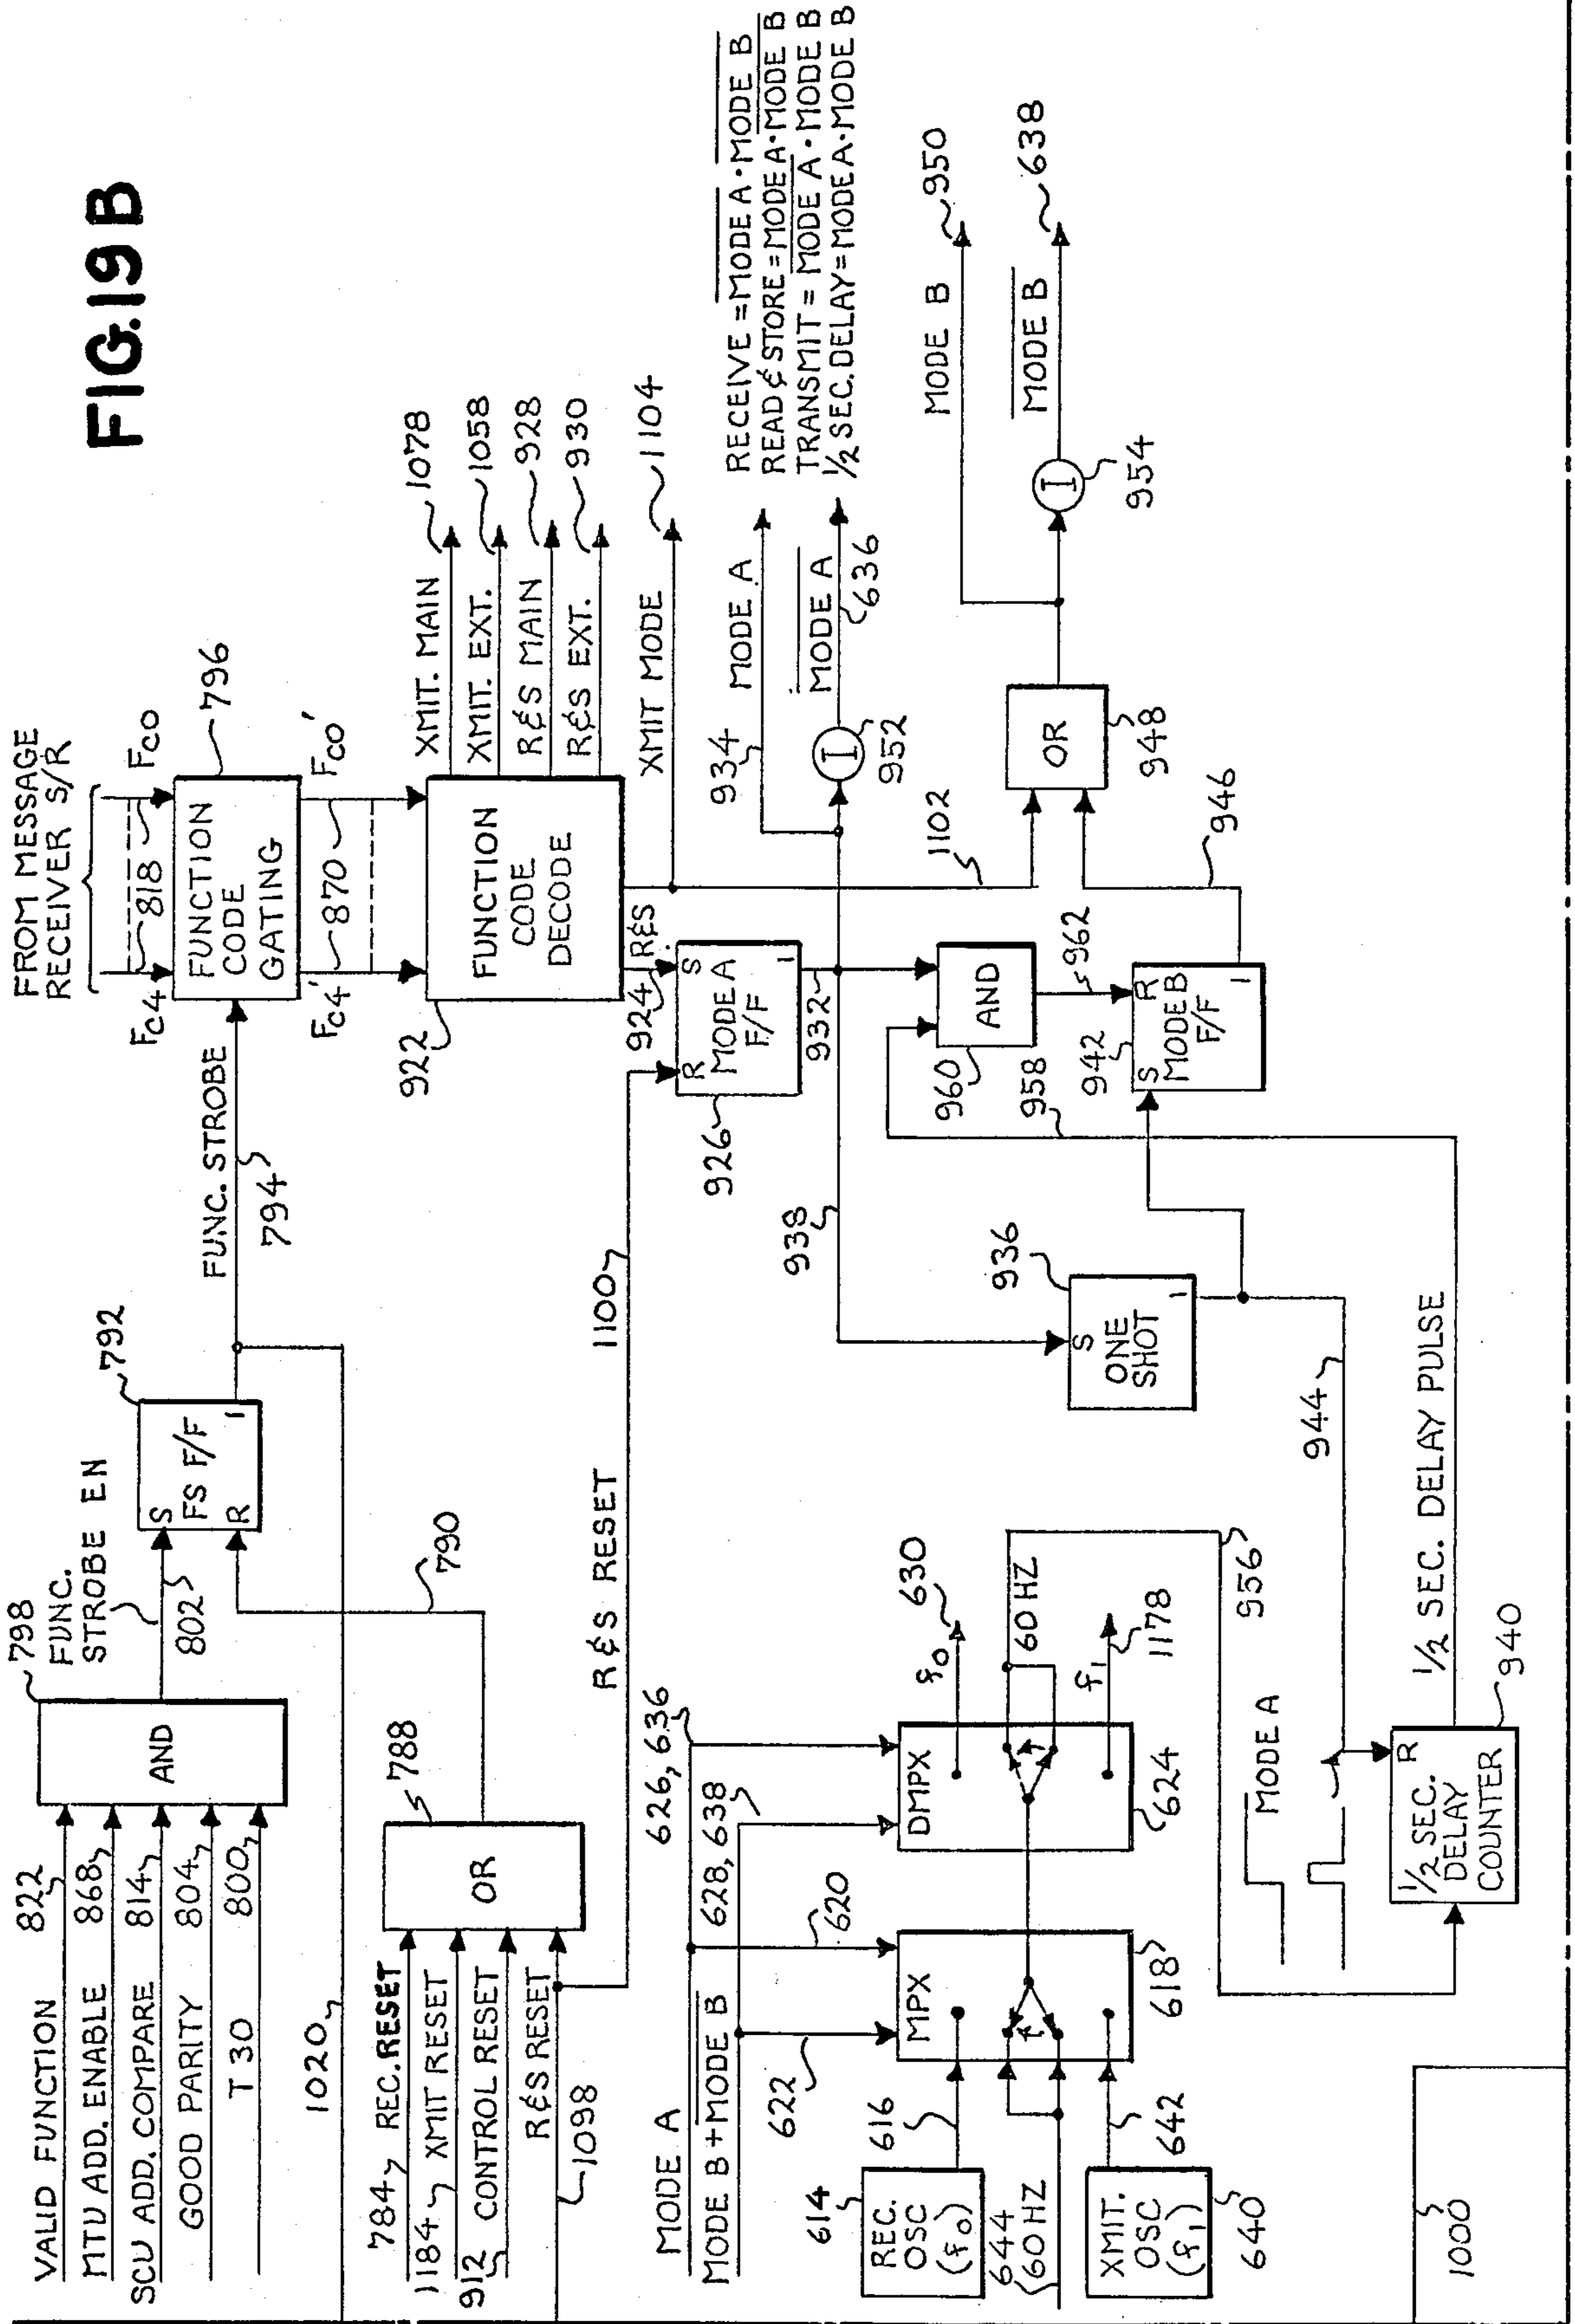 FIG.19B
VALID FUNCTION 822
MTU ADD. ENABLE 868
SCU ADD. COMPARE 814
GOOD PARITY 804
T 30 800
798
AND
FUNC.
STROBE EN
802
792
S
FS F/F
R
1
FUNC. STROBE
794
FROM MESSAGE
RECEIVER S/R
Fc4
818
Fco
FUNCTION
CODE
GATING
796
Fc4'
870
Fco'
FUNCTION
CODE
DECODE
922
XMIT. MAIN
1078
XMIT. EXT.
1058
R&S MAIN
928
R&S EXT.
930
XMIT MODE
1104
1020
784 REC. RESET
1184 XMIT RESET
912 CONTROL RESET
R&S RESET
1098
OR
788
790
R&S RESET
1100
924
R&S
R
S
MODE A
F/F
1
926
932
934
MODE A
MODE A
636
I
952
RECEIVE = MODE A · MODE B
READ & STORE = MODE A · MODE B
TRANSMIT = MODE A · MODE B
1/2 SEC. DELAY = MODE A · MODE B
938
936
S
ONE
SHOT
1
AND
960
958
962
942
S
R
MODE B
F/F
1
946
1102
OR
948
MODE B
950
MODE B
638
I
954
MODE A
MODE B + MODE B
626, 636
628, 638
622
620
614
REC.
OSC
(f0)
616
644
60 HZ
XMIT.
OSC
(f1)
640
642
MPX
618
DMPX
624
f0
630
60 HZ
f1
1178
956
944
MODE A
R
1/2 SEC.
DELAY
COUNTER
940
1/2 SEC. DELAY PULSE
1000